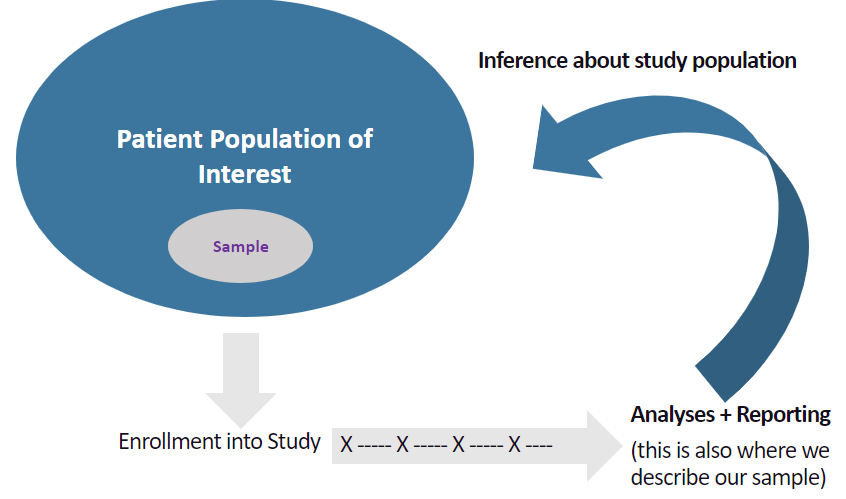 Inference about study population
Patient Population of
Interest
Sample
Enrollment into Study
X ----- X ----- X ----- X ----
Analyses + Reporting
(this is also where we
describe our sample)